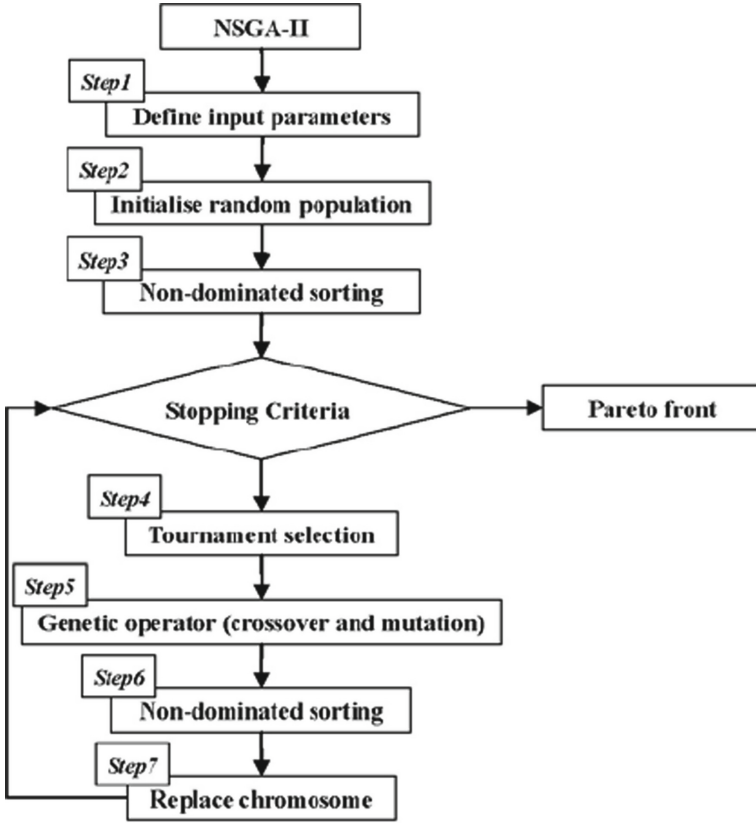 NSGA-II
Step1
Define input parameters
Step2
Initialise random population
Step3
Non-dominated sorting
Stopping Criteria
Pareto front
Step4
Tournament selection
Step5
Genetic operator (crossover and mutation)
Step6
Non-dominated sorting
Step7
Replace chromosome